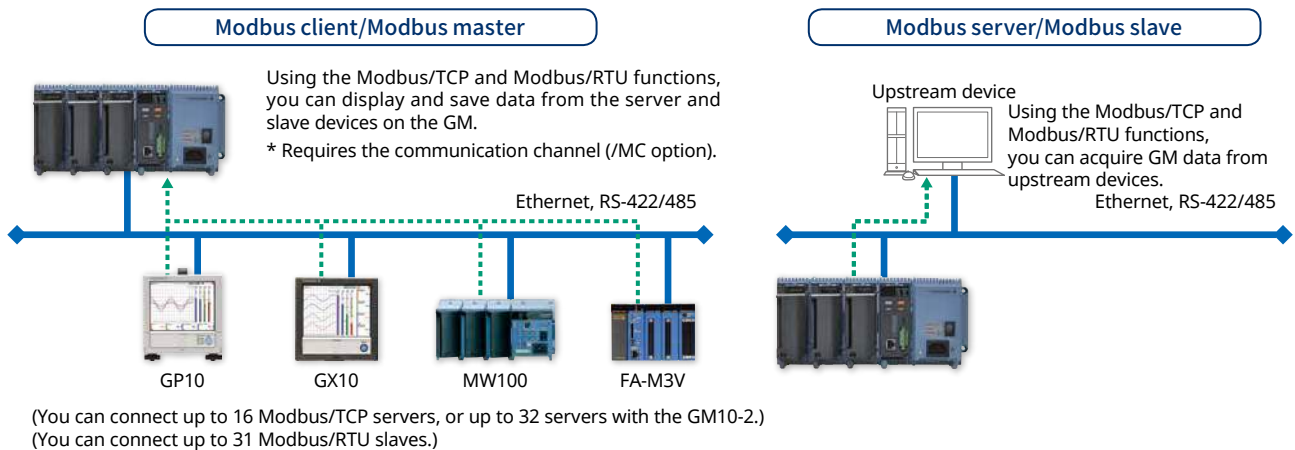 Modbus client/Modbus master
Using the Modbus/TCP and Modbus/RTU functions,
you can display and save data from the server and
slave devices on the GM.
* Requires the communication channel (/MC option).
Ethernet, RS-422/485
GP10
GX10
MW100
FA-M3V
(You can connect up to 16 Modbus/TCP servers, or up to 32 servers with the GM10-2.)
(You can connect up to 31 Modbus/RTU slaves.)
Modbus server/Modbus slave
Upstream device
Using the Modbus/TCP and
Modbus/RTU functions,
you can acquire GM data from
upstream devices.
Ethernet, RS-422/485